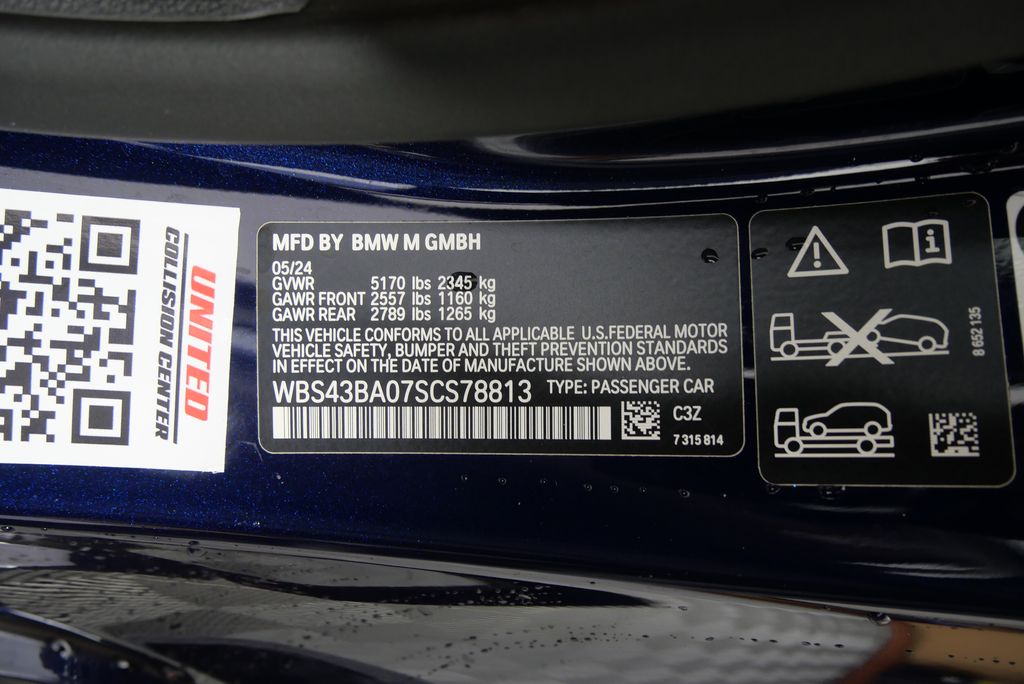 UNITED
COLLISION CENTER
MFD BY BMW M GMBH
05/24
GVWR 5170 lbs 2345 kg
GAWR FRONT 2557 lbs 1160 kg
GAWR REAR 2789 lbs 1265 kg
THIS VEHICLE CONFORMS TO ALL APPLICABLE U.S.FEDERAL MOTOR
VEHICLE SAFETY, BUMPER AND THEFT PREVENTION STANDARDS
IN EFFECT ON THE DATE OF MANUFACTURE SHOWN ABOVE.
WBS43BA07SCS78813 TYPE: PASSENGER CAR
C3Z
7 315 814
8 652 135